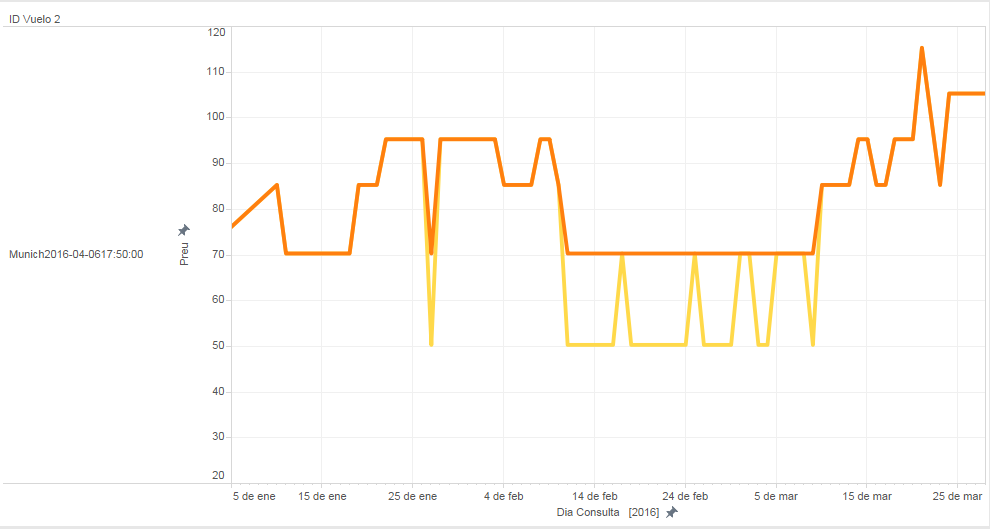 ID Vuelo 2
120
110
100
90
80
70
60
50
40
30
20
Preu
Munich2016-04-0617:50:00
5 de ene 15 de ene 25 de ene 4 de feb 14 de feb 24 de feb 5 de mar 15 de mar 25 de mar
Dia Consulta [2016]